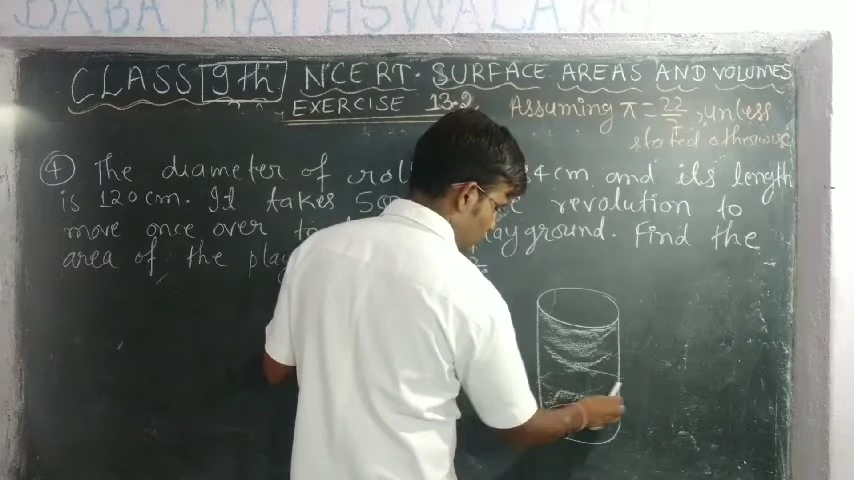 BABA MATHSWALA
CLASS 9th NCERT. SURFACE AREAS AND VOLUMES
EXERCISE 13.2. Assuming π = 22/7, unless
stated otherwise
④ The diameter of 4 cm and its length
is 120 cm. It takes revolution to
move once over ground. Find the
area of the